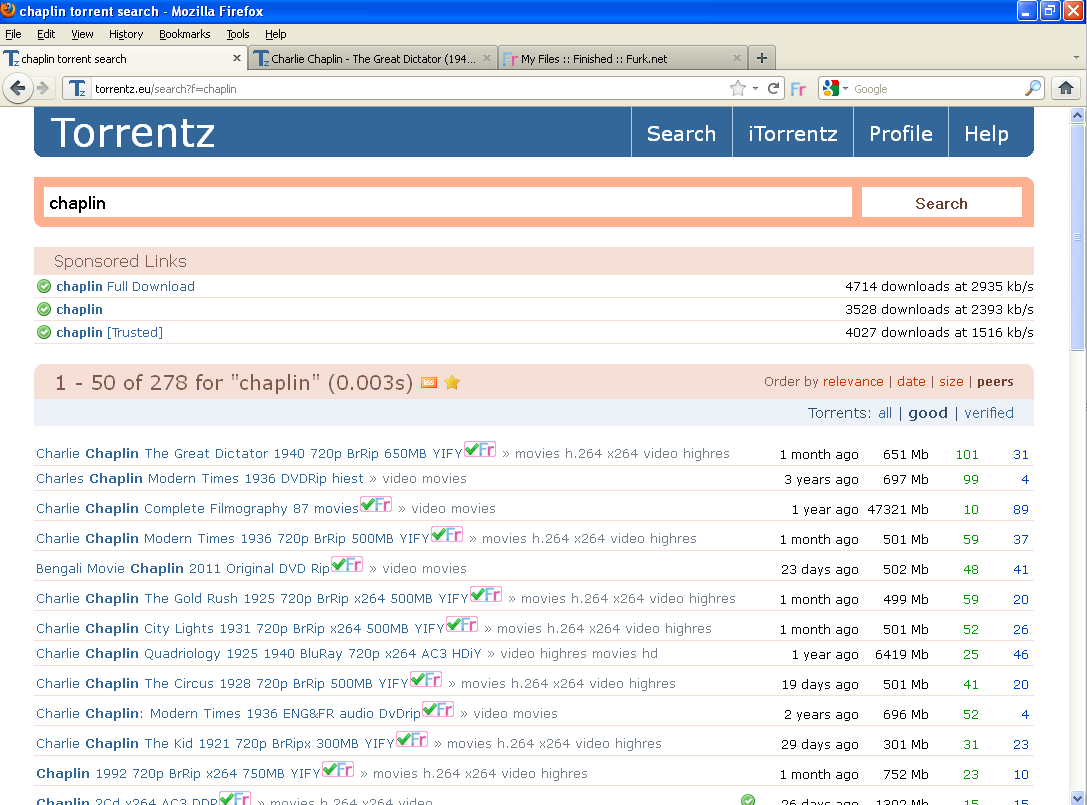 chaplin torrent search - Mozilla Firefox
File Edit View History Bookmarks Tools Help
Tz chaplin torrent search × Tz Charlie Chaplin - The Great Dictator (194... × Fr My Files :: Finished :: Furk.net × +
Tz torrentz.eu/search?f=chaplin Fr Google
Torrentz Search iTorrentz Profile Help
chaplin Search
Sponsored Links
chaplin Full Download 4714 downloads at 2935 kb/s
chaplin 3528 downloads at 2393 kb/s
chaplin [Trusted] 4027 downloads at 1516 kb/s
1 - 50 of 278 for "chaplin" (0.003s) RSS Order by relevance | date | size | peers
Torrents: all | good | verified
Charlie Chaplin The Great Dictator 1940 720p BrRip 650MB YIFY Fr » movies h.264 x264 video highres 1 month ago 651 Mb 101 31
Charles Chaplin Modern Times 1936 DVDRip hiest » video movies 3 years ago 697 Mb 99 4
Charlie Chaplin Complete Filmography 87 movies Fr » video movies 1 year ago 47321 Mb 10 89
Charlie Chaplin Modern Times 1936 720p BrRip 500MB YIFY Fr » movies h.264 x264 video highres 1 month ago 501 Mb 59 37
Bengali Movie Chaplin 2011 Original DVD Rip Fr » video movies 23 days ago 502 Mb 48 41
Charlie Chaplin The Gold Rush 1925 720p BrRip x264 500MB YIFY Fr » movies h.264 x264 video highres 1 month ago 499 Mb 59 20
Charlie Chaplin City Lights 1931 720p BrRip x264 500MB YIFY Fr » movies h.264 x264 video highres 1 month ago 501 Mb 52 26
Charlie Chaplin Quadriology 1925 1940 BluRay 720p x264 AC3 HDiY » video highres movies hd 1 year ago 6419 Mb 25 46
Charlie Chaplin The Circus 1928 720p BrRip 500MB YIFY Fr » movies h.264 x264 video highres 19 days ago 501 Mb 41 20
Charlie Chaplin: Modern Times 1936 ENG&FR audio DvDrip Fr » video movies 2 years ago 696 Mb 52 4
Charlie Chaplin The Kid 1921 720p BrRipx 300MB YIFY Fr » movies h.264 x264 video highres 29 days ago 301 Mb 31 23
Chaplin 1992 720p BrRip x264 750MB YIFY Fr » movies h.264 x264 video highres 1 month ago 752 Mb 23 10
Chaplin 2Cd x264 AC3 DDR Fr » movies h.264 x264 video 26 days ago 1302 Mb 15 15